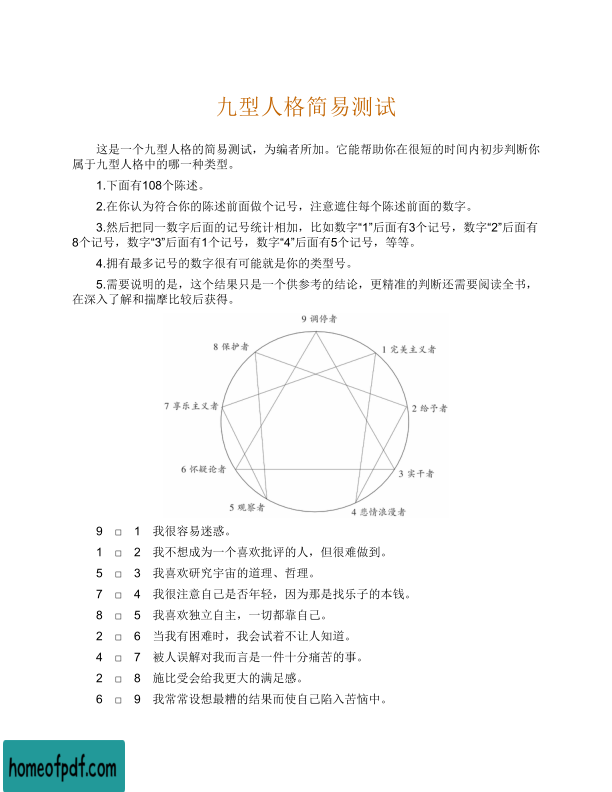 九型人格简易测试
这是一个九型人格的简易测试，为编者所加。它能帮助你在很短的时间内初步判断你
属于九型人格中的哪一种类型。
1.下面有108个陈述。
2.在你认为符合你的陈述前面做个记号，注意遮住每个陈述前面的数字。
3.然后把同一数字后面的记号统计相加，比如数字“1”后面有3个记号，数字“2”后面有
8个记号，数字“3”后面有1个记号，数字“4”后面有5个记号，等等。
4.拥有最多记号的数字很有可能就是你的类型号。
5.需要说明的是，这个结果只是一个供参考的结论，更精准的判断还需要阅读全书，
在深入了解和揣摩比较后获得。
9 调停者
8 保护者
1 完美主义者
7 享乐主义者
2 给予者
6 怀疑论者
3 实干者
5 观察者
4 悲情浪漫者
9 □ 1 我很容易迷惑。
1 □ 2 我不想成为一个喜欢批评的人，但很难做到。
5 □ 3 我喜欢研究宇宙的道理、哲理。
7 □ 4 我很注意自己是否年轻，因为那是找乐子的本钱。
8 □ 5 我喜欢独立自主，一切都靠自己。
2 □ 6 当我有困难时，我会试着不让人知道。
4 □ 7 被人误解对我而言是一件十分痛苦的事。
2 □ 8 施比受会给我更大的满足感。
6 □ 9 我常常设想最糟的结果而使自己陷入苦恼中。
homeofpdf.com